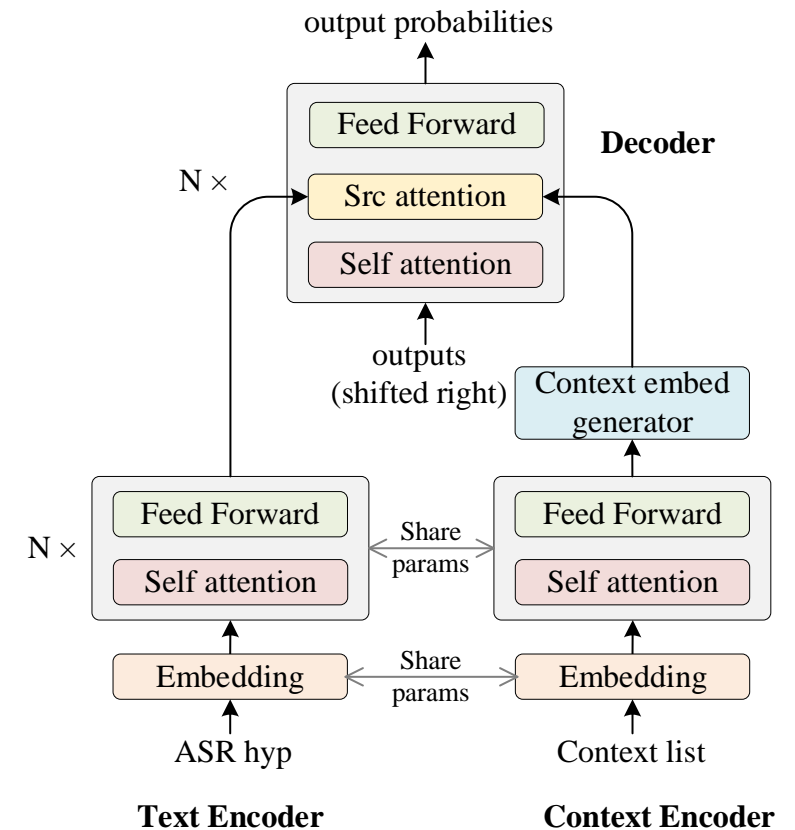 output probabilities
Feed Forward
Decoder
N ×
Src attention
Self attention
outputs
(shifted right)
Context embed
generator
Feed Forward
Share
params
Feed Forward
N ×
Self attention
Self attention
Embedding
Share
params
Embedding
ASR hyp
Context list
Text Encoder
Context Encoder